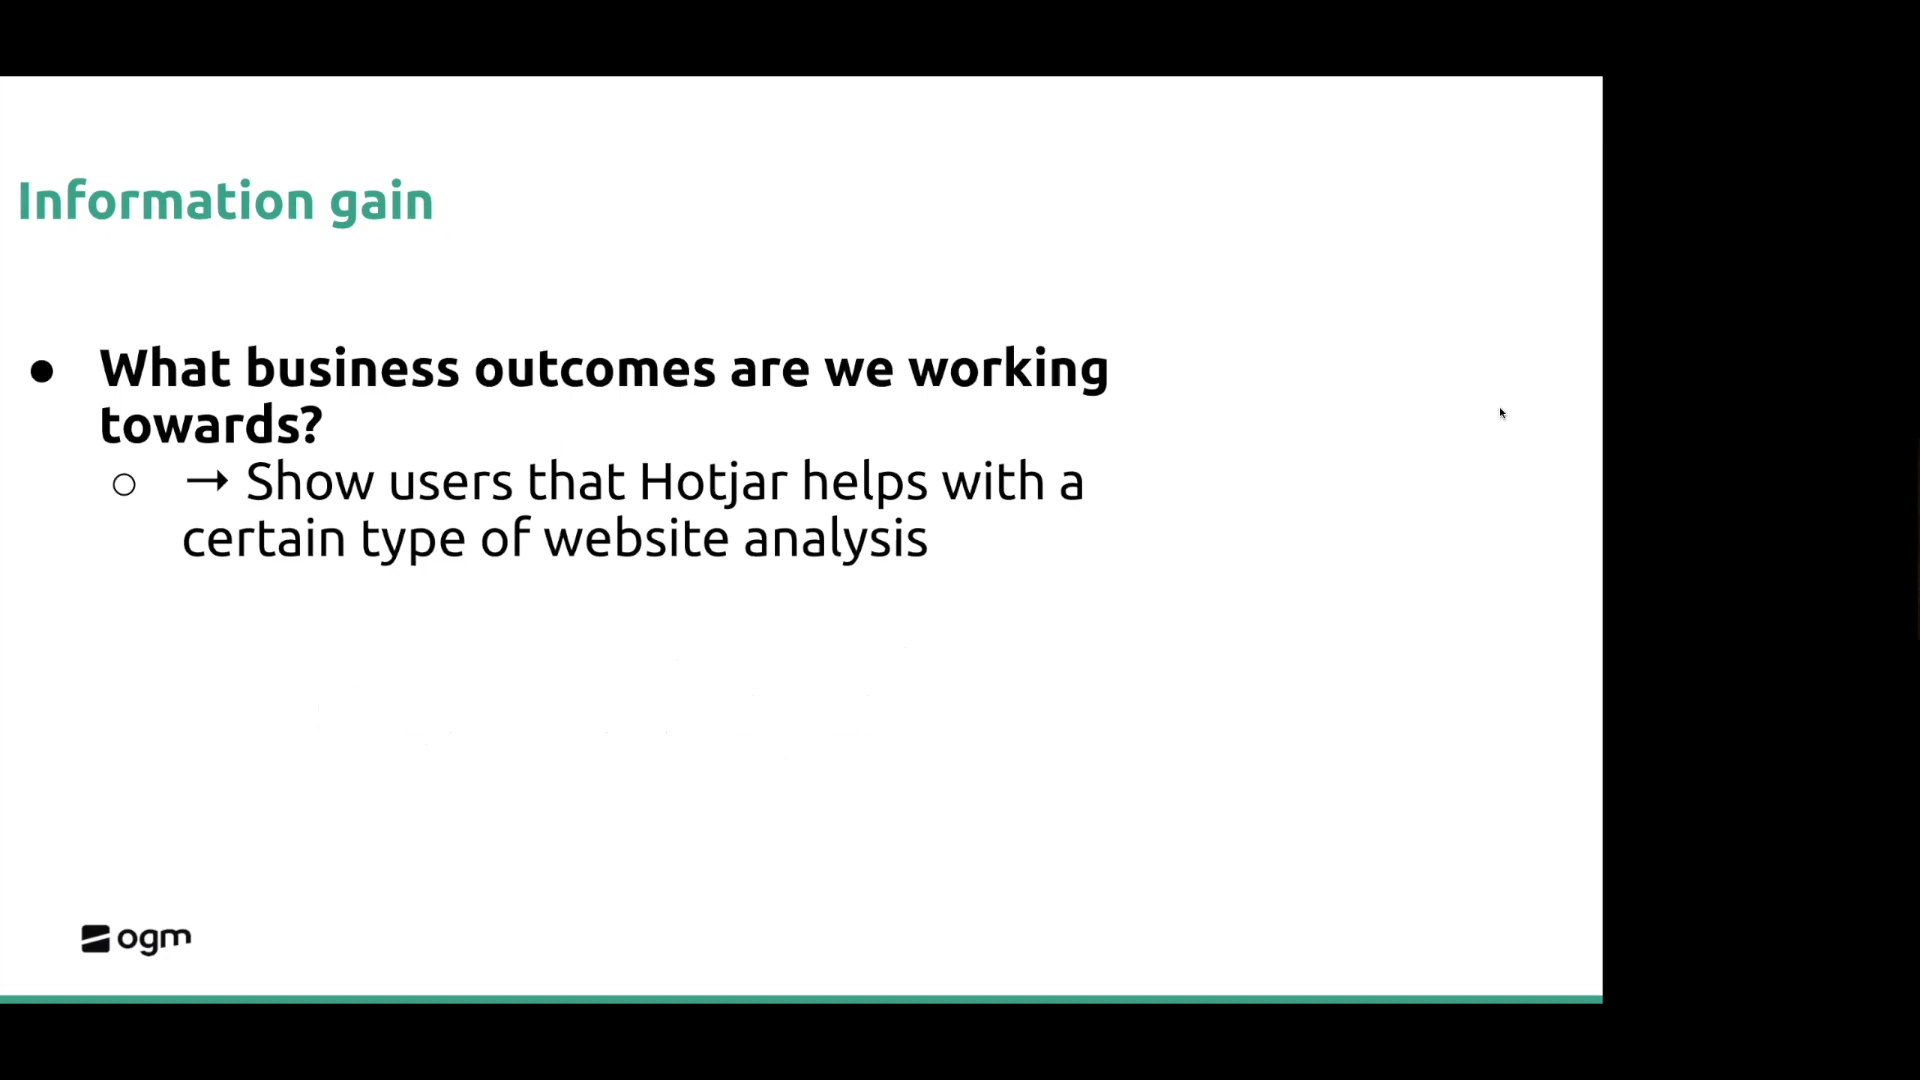 Information gain
● What business outcomes are we working
towards?
○ → Show users that Hotjar helps with a
certain type of website analysis
ogm